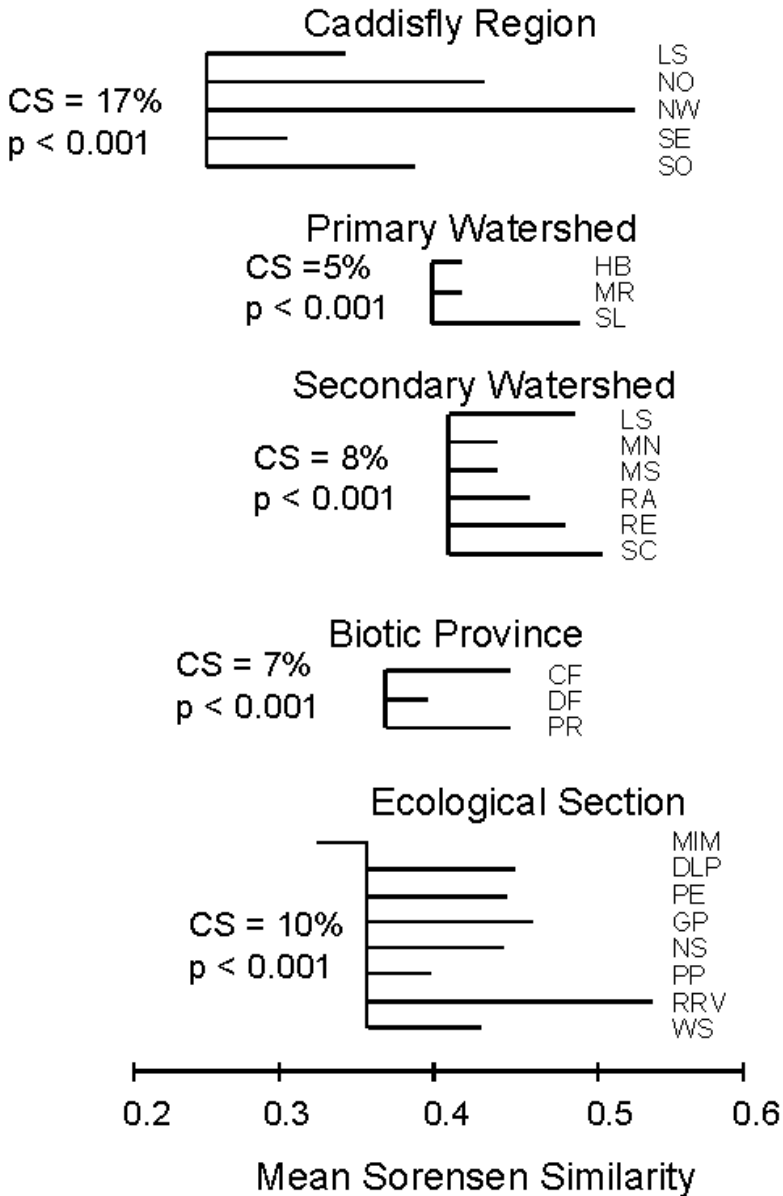 Caddisfly Region
CS = 17%
p < 0.001
LS
NO
NW
SE
SO
Primary Watershed
CS =5%
p < 0.001
HB
MR
SL
Secondary Watershed
CS = 8%
p < 0.001
LS
MN
MS
RA
RE
SC
Biotic Province
CS = 7%
p < 0.001
CF
DF
PR
Ecological Section
CS = 10%
p < 0.001
MIM
DLP
PE
GP
NS
PP
RRV
WS
0.2 0.3 0.4 0.5 0.6
Mean Sorensen Similarity